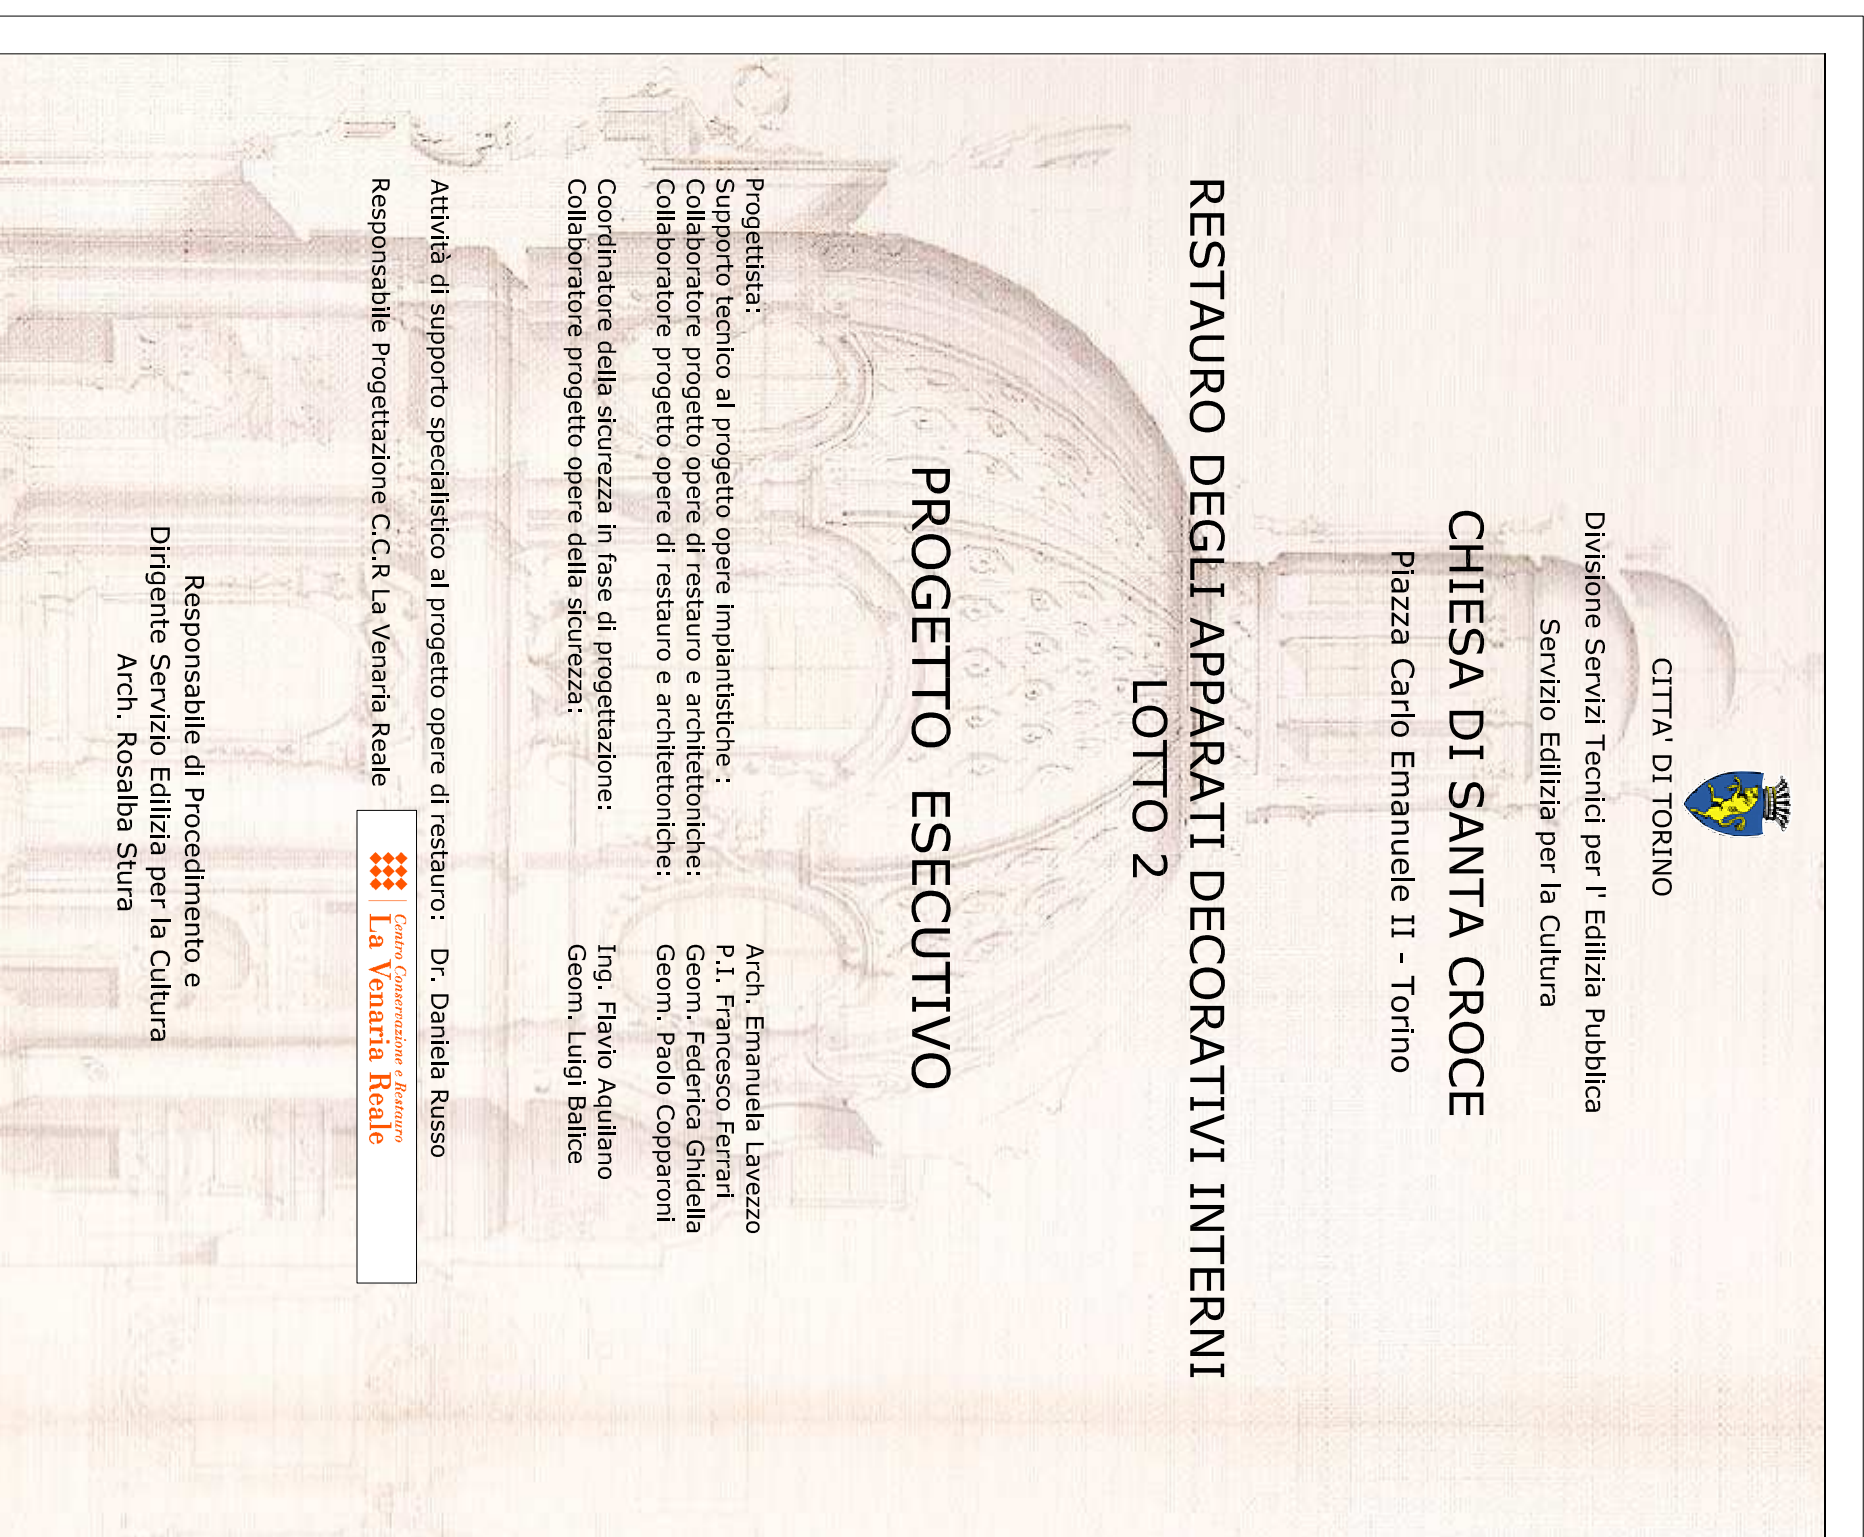 CITTA' DI TORINO
Divisione Servizi Tecnici per l' Edilizia Pubblica
Servizio Edilizia per la Cultura
CHIESA DI SANTA CROCE
Piazza Carlo Emanuele II - Torino
RESTAURO DEGLI APPARATI DECORATIVI INTERNI
LOTTO 2
PROGETTO ESECUTIVO
Progettista: Arch. Emanuela Lavezzo
Supporto tecnico al progetto opere impiantistiche : P.I. Francesco Ferrari
Collaboratore progetto opere di restauro e architettoniche: Geom. Federica Ghidella
Collaboratore progetto opere di restauro e architettoniche: Geom. Paolo Copparoni
Coordinatore della sicurezza in fase di progettazione: Ing. Flavio Aquilano
Collaboratore progetto opere della sicurezza: Geom. Luigi Balice
Attività di supporto specialistico al progetto opere di restauro: Dr. Daniela Russo
Responsabile Progettazione C.C.R La Venaria Reale
Centro Conservazione e Restauro
La Venaria Reale
Responsabile di Procedimento e
Dirigente Servizio Edilizia per la Cultura
Arch. Rosalba Stura